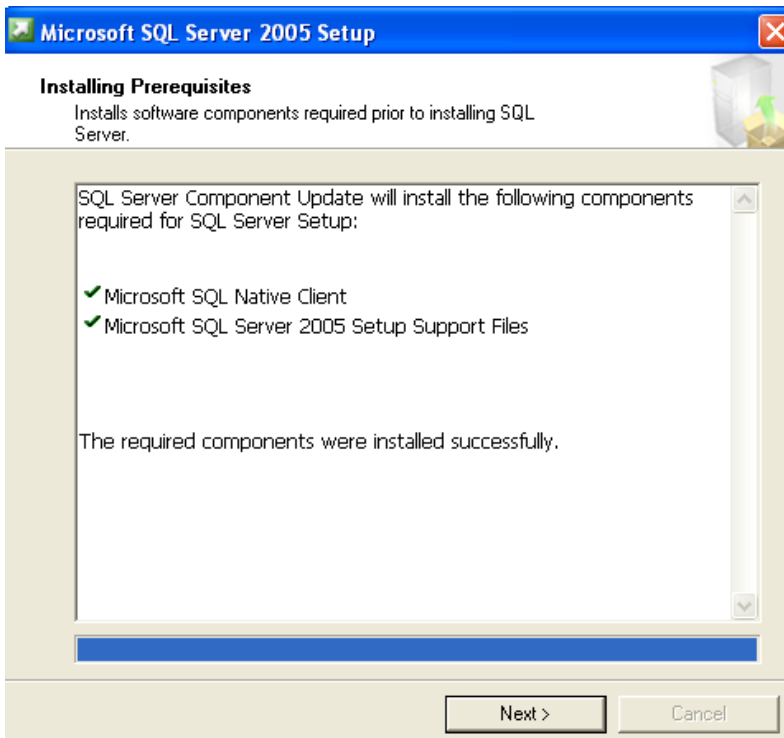 Microsoft SQL Server 2005 Setup
Installing Prerequisites
Installs software components required prior to installing SQL
Server.
SQL Server Component Update will install the following components
required for SQL Server Setup:
Microsoft SQL Native Client
Microsoft SQL Server 2005 Setup Support Files
The required components were installed successfully.
Next >
Cancel